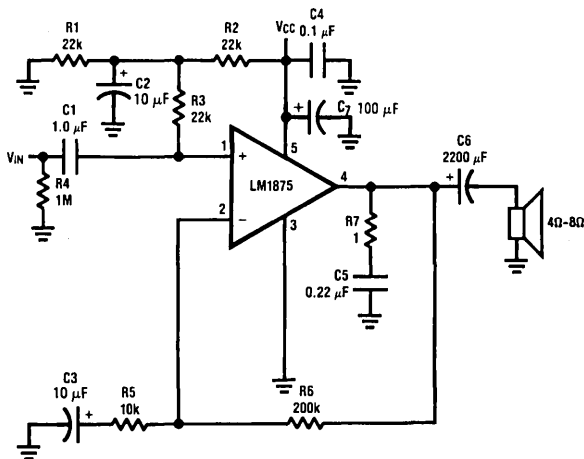 R1
22k
R2
22k
VCC
C4
0.1 µF
C2
10 µF
R3
22k
C7 100 µF
C1
1.0 µF
VIN
R4
1M
1
+
5
LM1875
4
2
−
3
C6
2200 µF
R7
1
4Ω-8Ω
C5
0.22 µF
C3
10 µF
R5
10k
R6
200k